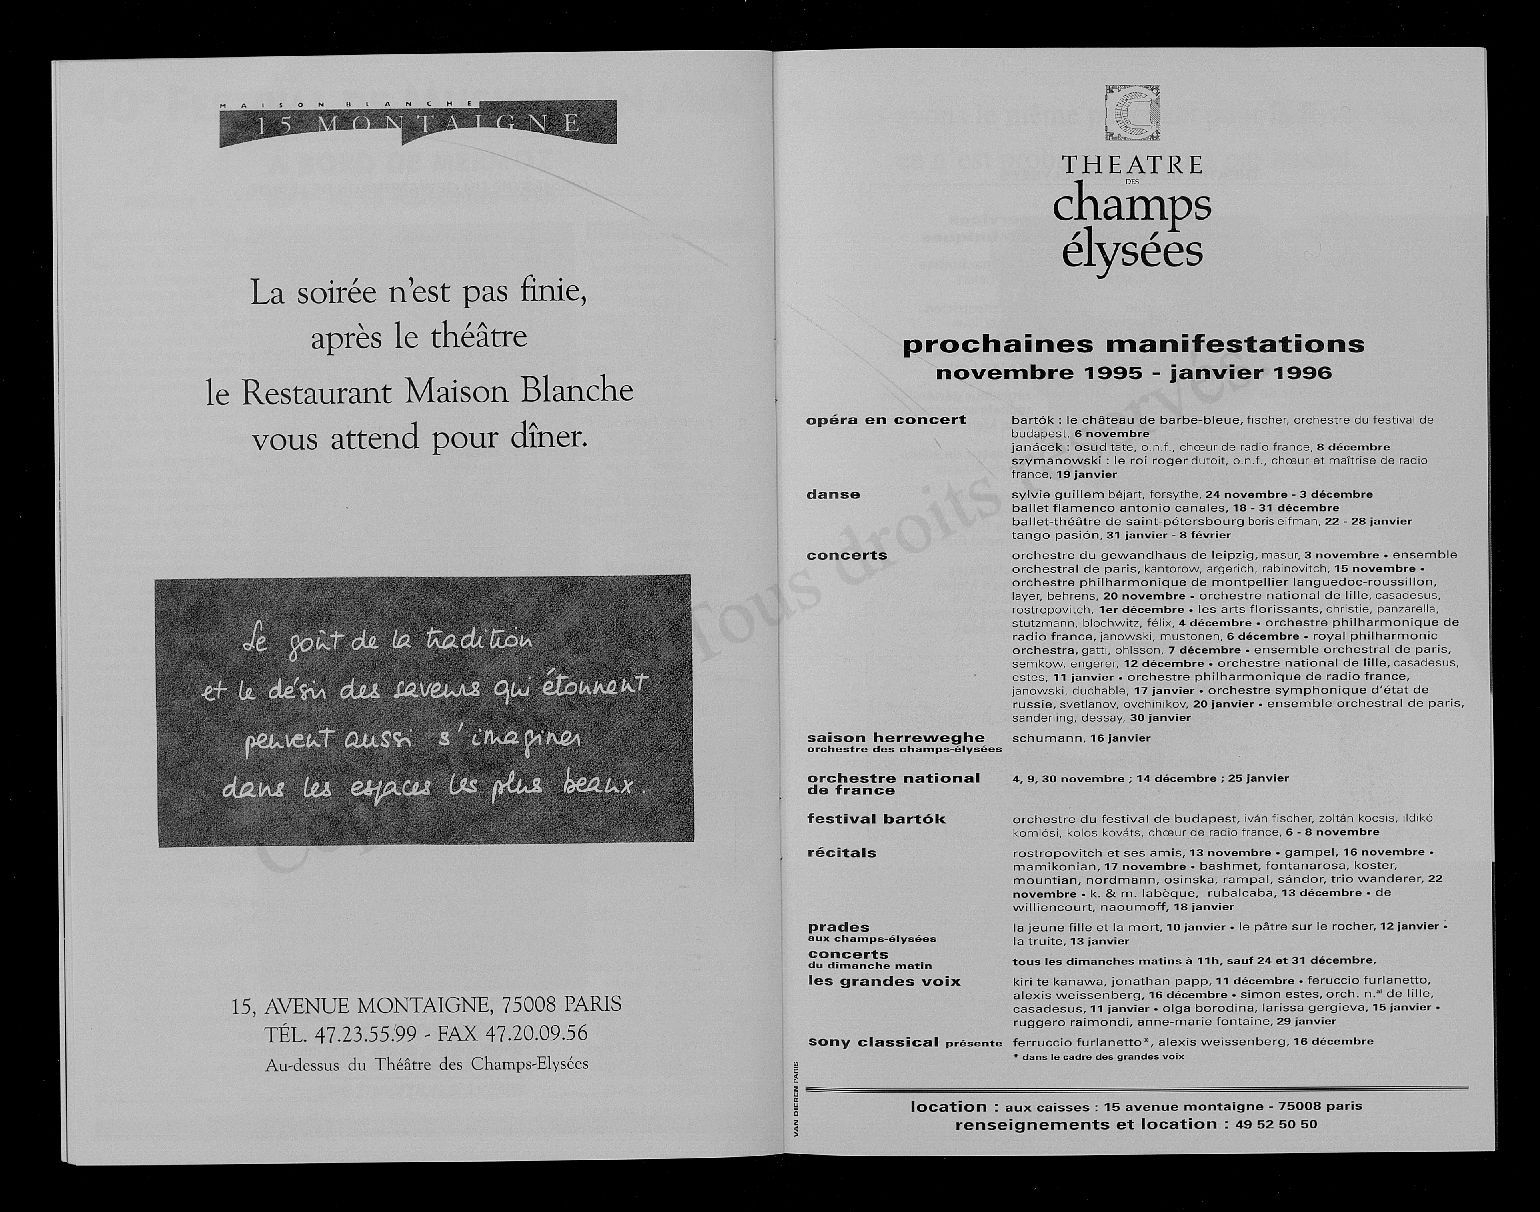 MAISON BLANCHE
15 MONTAIGNE
La soirée n'est pas finie,
après le théâtre
le Restaurant Maison Blanche
vous attend pour dîner.
Le goût de la tradition
et le désir des saveurs qui étonnent
peuvent aussi s'imaginer
dans les espaces les plus beaux.
15, AVENUE MONTAIGNE, 75008 PARIS
TÉL. 47.23.55.99 - FAX 47.20.09.56
Au-dessus du Théâtre des Champs-Elysées
THEATRE
DES
champs
élysées
prochaines manifestations
novembre 1995 - janvier 1996
opéra en concert
bartók : le château de barbe-bleue, fischer, orchestre du festival de
budapest, 6 novembre
janácek : osud tate, o.n.f., chœur de radio france, 8 décembre
szymanowski : le roi roger dutoit, o.n.f., chœur et maîtrise de radio
france, 19 janvier
danse
sylvie guillem béjart, forsythe, 24 novembre - 3 décembre
ballet flamenco antonio canales, 18 - 31 décembre
ballet-théâtre de saint-pétersbourg boris eifman, 22 - 28 janvier
tango pasión, 31 janvier - 8 février
concerts
orchestre du gewandhaus de leipzig, masur, 3 novembre • ensemble
orchestral de paris, kantorow, argerich, rabinovitch, 15 novembre •
orchestre philharmonique de montpellier languedoc-roussillon,
layer, behrens, 20 novembre • orchestre national de lille, casadesus,
rostropovitch, 1er décembre • les arts florissants, christie, panzarella,
stutzmann, blochwitz, félix, 4 décembre • orchestre philharmonique de
radio france, janowski, mustonen, 6 décembre • royal philharmonic
orchestra, gatti, ohlsson, 7 décembre • ensemble orchestral de paris,
semkow, engerer, 12 décembre • orchestre national de lille, casadesus,
estes, 11 janvier • orchestre philharmonique de radio france,
janowski, duchable, 17 janvier • orchestre symphonique d'état de
russie, svetlanov, ovchinikov, 20 janvier • ensemble orchestral de paris,
sanderling, dessay, 30 janvier
saison herreweghe
orchestre des champs-élysées
schumann, 16 janvier
orchestre national
de france
4, 9, 30 novembre ; 14 décembre ; 25 janvier
festival bartók
orchestre du festival de budapest, iván fischer, zoltán kocsis, ildikó
komlósi, kolos kováts, chœur de radio france, 6 - 8 novembre
récitals
rostropovitch et ses amis, 13 novembre • gampel, 16 novembre •
mamikonian, 17 novembre • bashmet, fontanarosa, koster,
mountian, nordmann, osinska, rampal, sándor, trio wanderer, 22
novembre • k. & m. labèque, rubalcaba, 13 décembre • de
williencourt, naoumoff, 18 janvier
prades
aux champs-élysées
la jeune fille et la mort, 10 janvier • le pâtre sur le rocher, 12 janvier •
la truite, 13 janvier
concerts
du dimanche matin
tous les dimanches matins à 11h, sauf 24 et 31 décembre.
les grandes voix
kiri te kanawa, jonathan papp, 11 décembre • feruccio furlanetto,
alexis weissenberg, 16 décembre • simon estes, orch. n.al de lille,
casadesus, 11 janvier • olga borodina, larissa gergieva, 15 janvier •
ruggero raimondi, anne-marie fontaine, 29 janvier
sony classical présente
ferruccio furlanetto*, alexis weissenberg, 16 décembre
* dans le cadre des grandes voix
VAN DIEREN PARIS
location : aux caisses : 15 avenue montaigne - 75008 paris
renseignements et location : 49 52 50 50
Tous droits